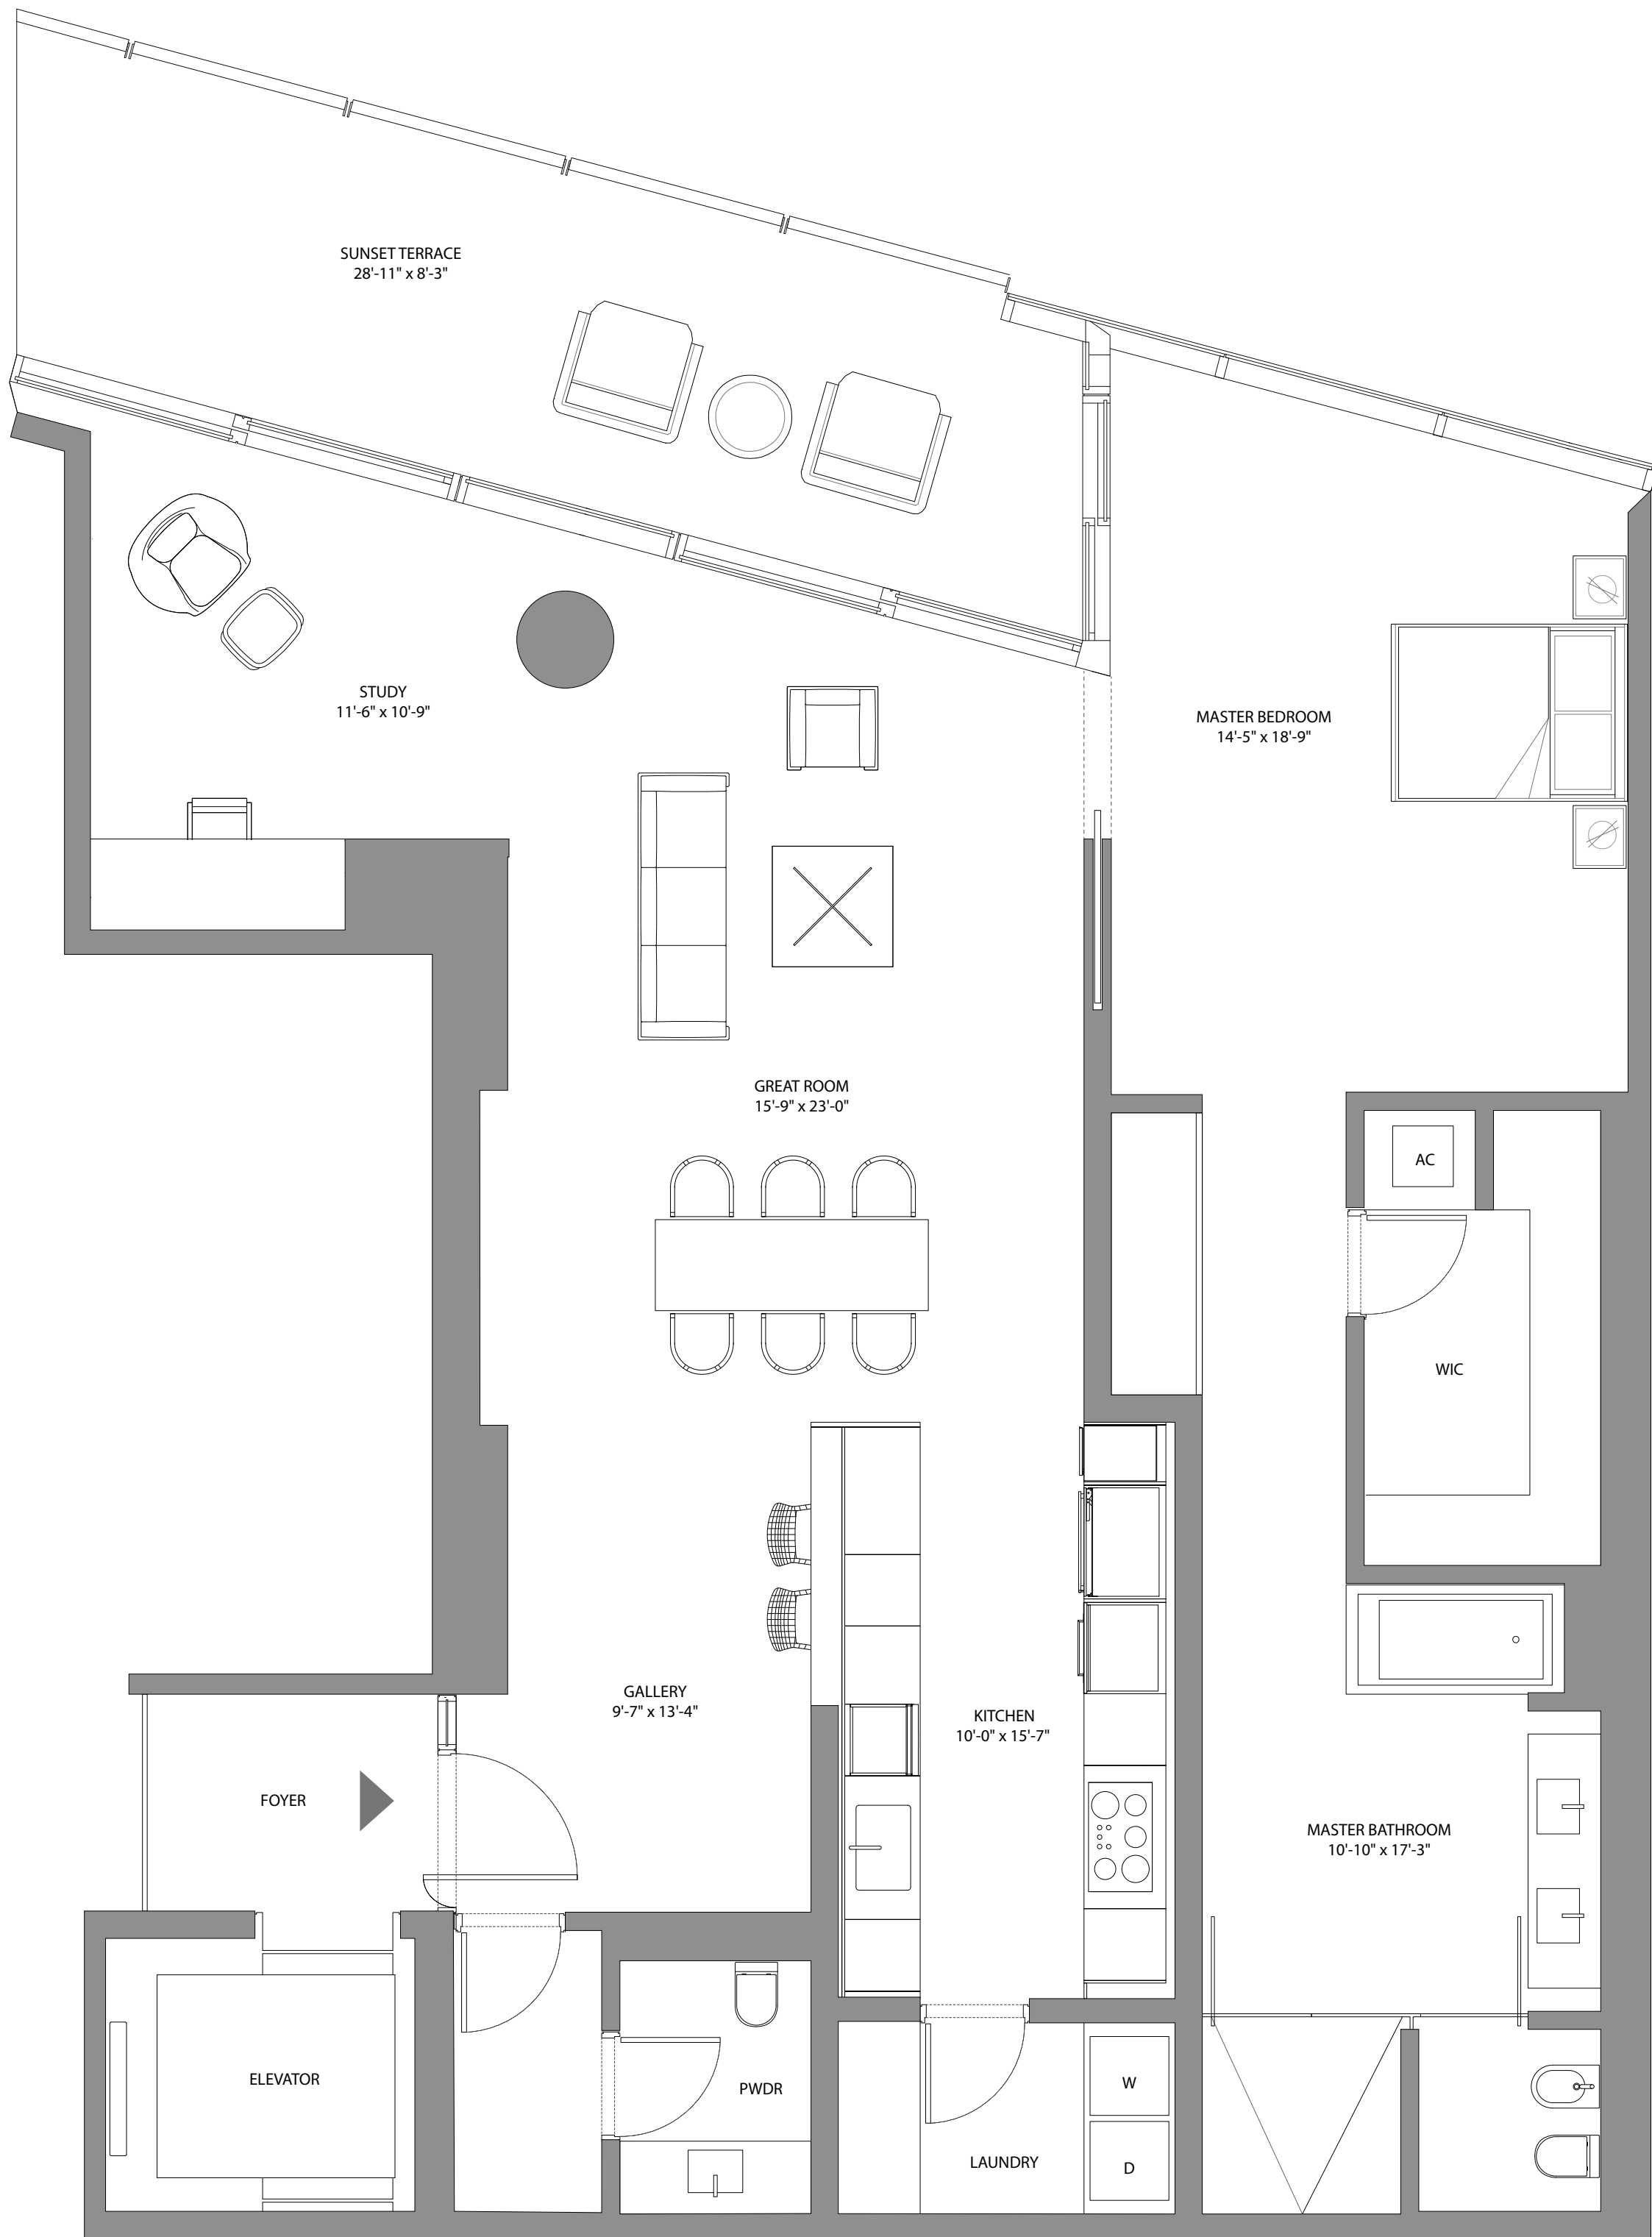 SUNSET TERRACE
28'-11" x 8'-3"
STUDY
11'-6" x 10'-9"
MASTER BEDROOM
14'-5" x 18'-9"
GREAT ROOM
15'-9" x 23'-0"
AC
WIC
GALLERY
9'-7" x 13'-4"
KITCHEN
10'-0" x 15'-7"
FOYER
MASTER BATHROOM
10'-10" x 17'-3"
ELEVATOR
PWDR
W
LAUNDRY
D